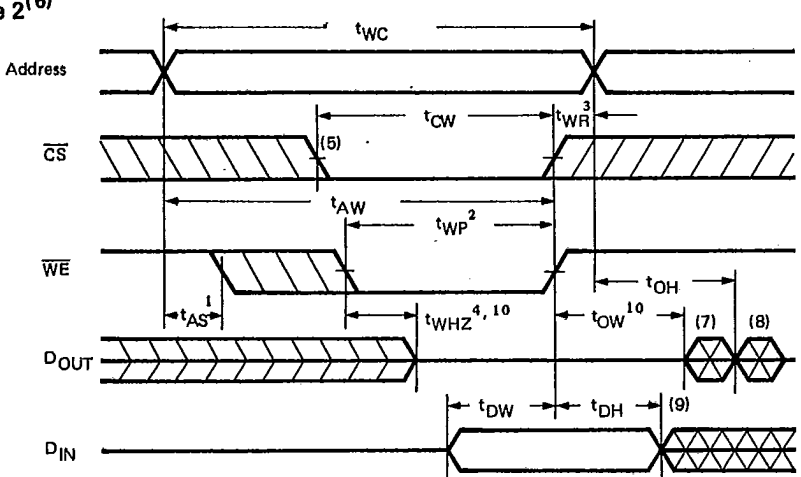 2(6)
tWC
Address
tCW
tWR3
CS
(5)
tAW
tWP2
WE
tOH
tAS1
tWHZ4, 10
tOW10
(7)
(8)
DOUT
tDW
tDH
(9)
DIN